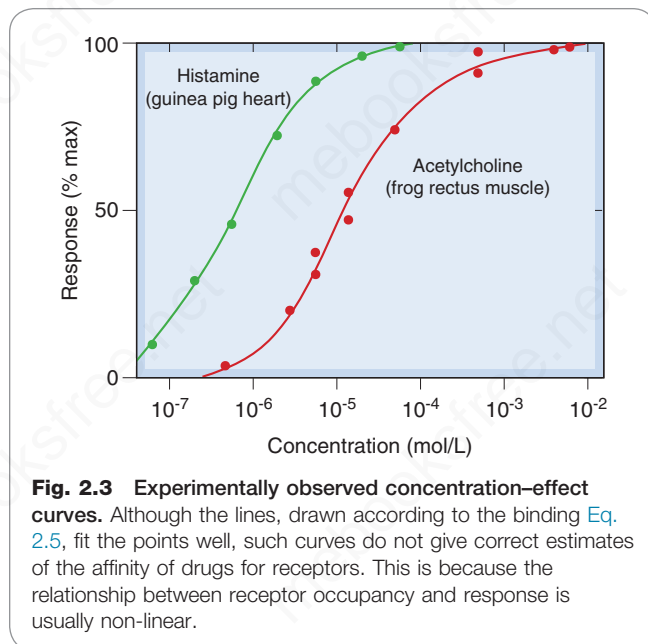 100
50
0
Response (% max)
Histamine
(guinea pig heart)
Acetylcholine
(frog rectus muscle)
10-7
10-6
10-5
10-4
10-3
10-2
Concentration (mol/L)
Fig. 2.3 Experimentally observed concentration–effect
curves. Although the lines, drawn according to the binding Eq.
2.5, fit the points well, such curves do not give correct estimates
of the affinity of drugs for receptors. This is because the
relationship between receptor occupancy and response is
usually non-linear.
mebooksfree.net